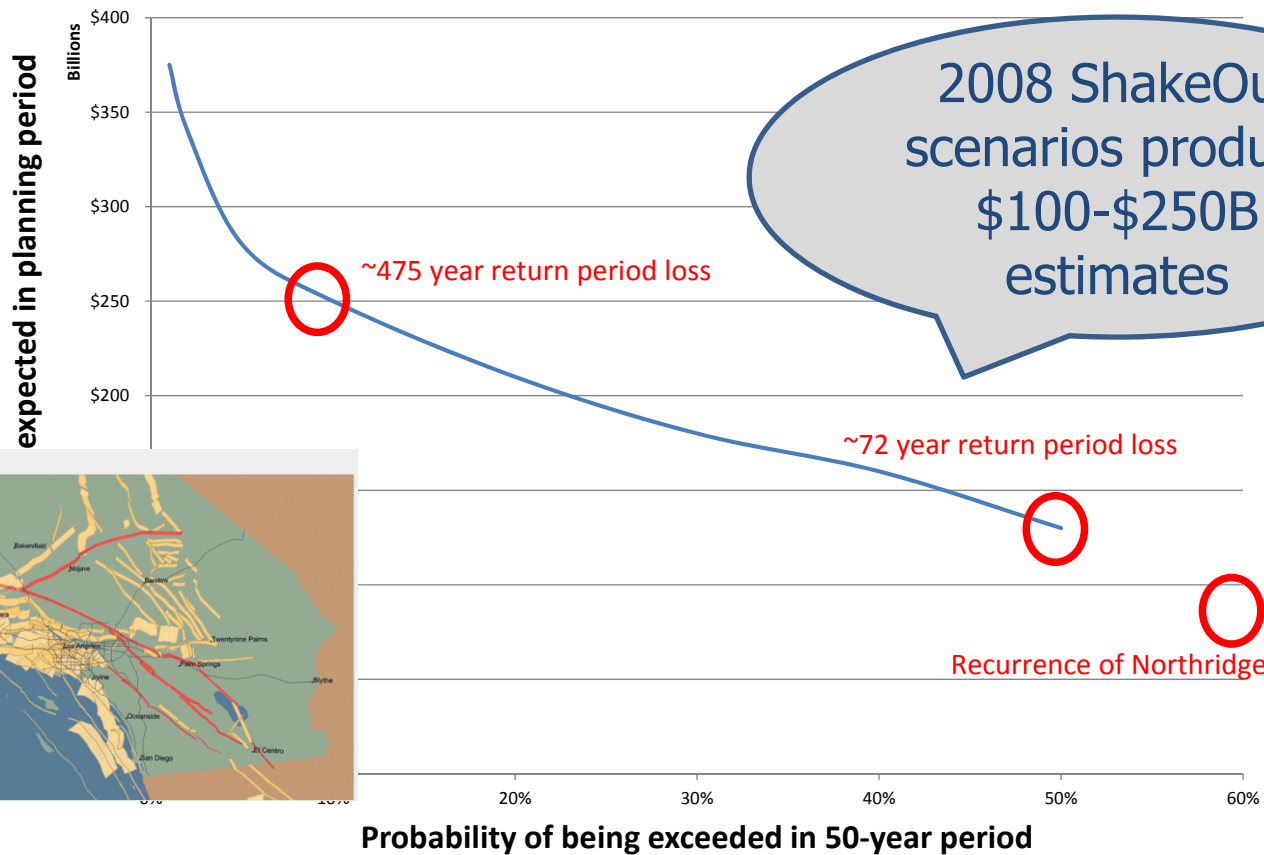 $400
Billions
$350
$300
$250
$200
expected in planning period
2008 ShakeOu
scenarios produ
$100-$250B
estimates
~475 year return period loss
~72 year return period loss
Recurrence of Northridge
Bakersfield
Mojave
Barstow
Los Angeles
Twentynine Palms
Palm Springs
Irvine
Blythe
Oceanside
El Centro
San Diego
0%
10%
20%
30%
40%
50%
60%
Probability of being exceeded in 50-year period